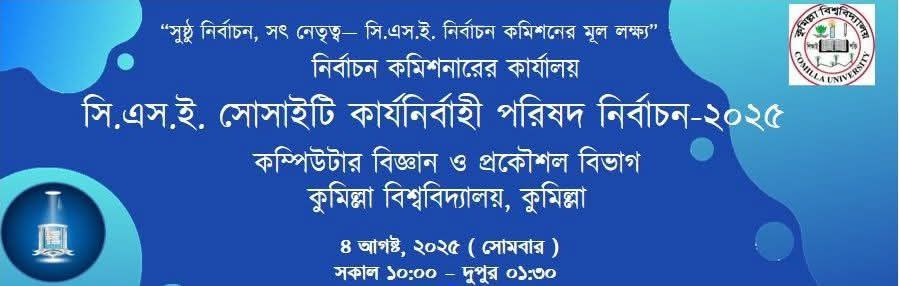 “সুষ্ঠু নির্বাচন, সৎ নেতৃত্ব— সি.এস.ই. নির্বাচন কমিশনের মূল লক্ষ্য”
নির্বাচন কমিশনারের কার্যালয়
সি.এস.ই. সোসাইটি কার্যনির্বাহী পরিষদ নির্বাচন-২০২৫
কম্পিউটার বিজ্ঞান ও প্রকৌশল বিভাগ
কুমিল্লা বিশ্ববিদ্যালয়, কুমিল্লা
৪ আগষ্ট, ২০২৫ ( সোমবার )
সকাল ১০:০০ – দুপুর ০১:৩০
কুমিল্লা বিশ্ববিদ্যালয়
COMILLA UNIVERSITY